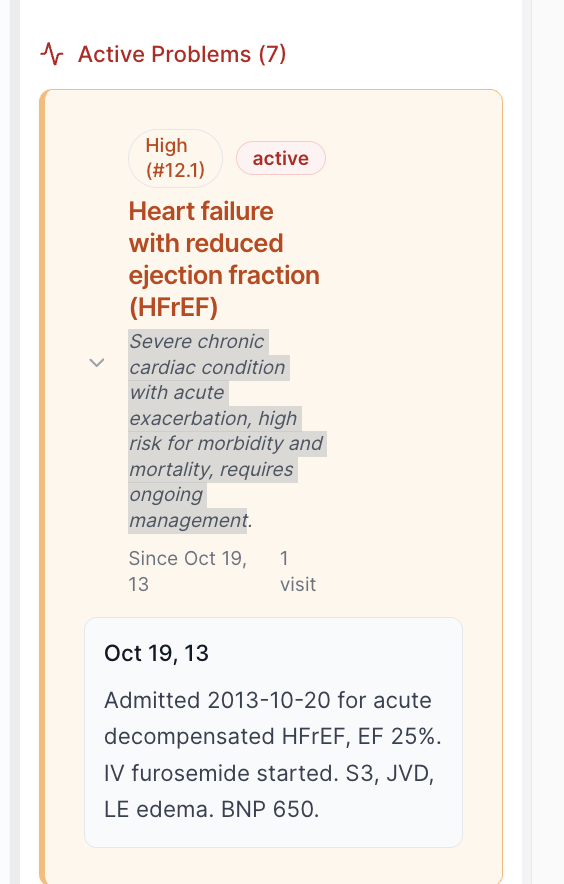 Active Problems (7)
High
(#12.1)
active
Heart failure
with reduced
ejection fraction
(HFrEF)
Severe chronic
cardiac condition
with acute
exacerbation, high
risk for morbidity and
mortality, requires
ongoing
management.
Since Oct 19,
13
1
visit
Oct 19, 13
Admitted 2013-10-20 for acute
decompensated HFrEF, EF 25%.
IV furosemide started. S3, JVD,
LE edema. BNP 650.